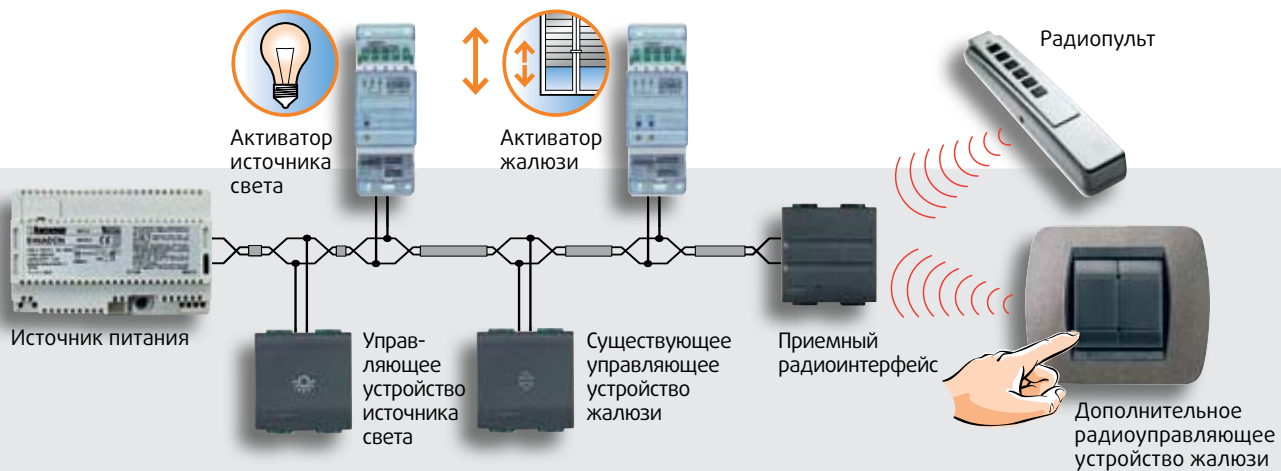 Радиопульт
Активатор
источника
света
Активатор
жалюзи
Источник питания
Управ-
ляющее
устройство
источника
света
Существующее
управляющее
устройство
жалюзи
Приемный
радиоинтерфейс
Дополнительное
радиоуправляющее
устройство жалюзи